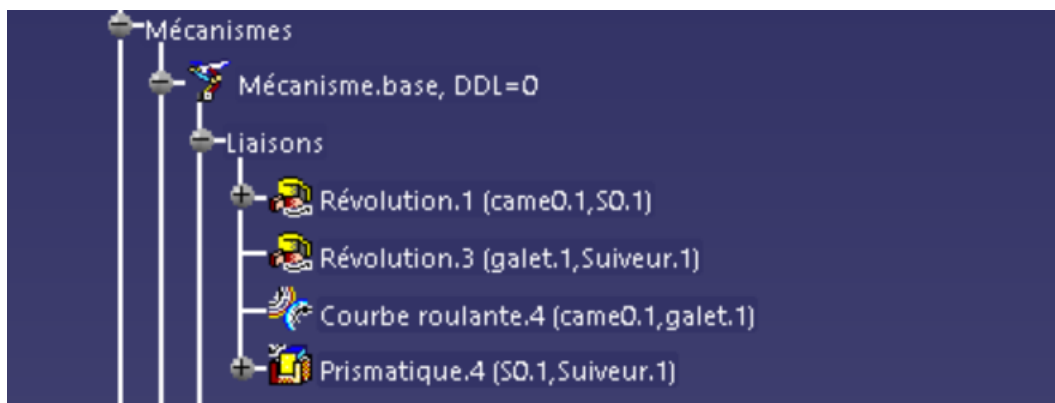 Mécanismes
Mécanisme.base, DDL=0
Liaisons
Révolution.1 (came0.1,S0.1)
Révolution.3 (galet.1,Suiveur.1)
Courbe roulante.4 (came0.1,galet.1)
Prismatique.4 (S0.1,Suiveur.1)